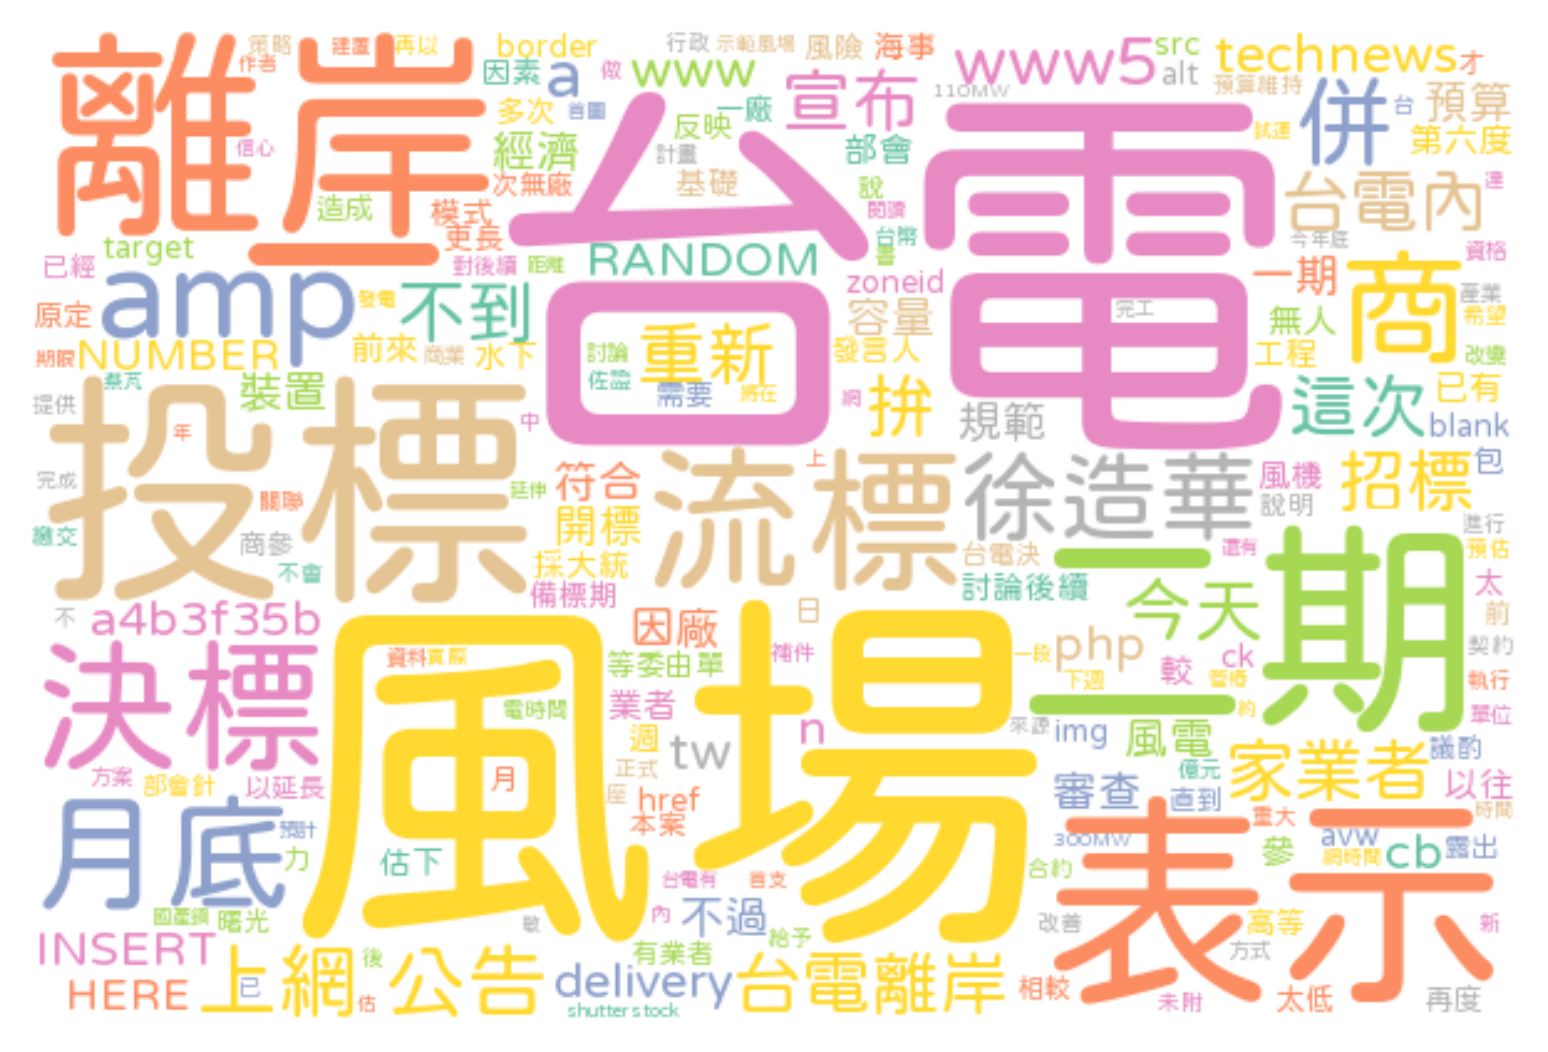 策略 建置 再以 border 行政 示範風場 風險 海事 www5 src technews 才
作者 因素 a 做 www alt 預算維持
離岸 多次 首圖 一廠 宣布 110MW 併 台 預算
信心 經濟 反映 部會 試運 第六度
次無廠 計畫 基礎 說 台電內
造成 模式 閱讀
吏長 台電 台幣 今年底
target RANDOM 書 資格
已經 對後續 距離 zoneid 一期 商 產業
原定 amp 發電 不到 容量 完工 無人 希望
期限 NUMBER 前來 商業 水下 討論 重新 發言人 工程 改變
裝置 佐證 需要 將在 拚 這次 已有
提供 投標 中 網 規範 blank
年 上 流標 徐造華 招標 包
完成 延伸 符合 風機
關聯 開標 說明
繳交 商參 採大統 台電決 進行
不會 還有 預估
備標期 討論後續 二期 太
不 a4b3f35b 日 今天 前
因廠 php ck 契約
決標 資料 等委由單 補件 一段 較 執行
風場 業者 下週
電時間 n 來源 約 單位
週 tw img 風電 議酌
方案 部會計 以延長 月 正式 億元 家業者 以往
座 href 審查 直到
月底 預計 本案 重大 表示 時間
力 估下 300MW avw 網時間 cb 露出
台電有 首支 合約 參
曙光 敏 內 不過 改善 高等 新
INSERT 上網 後 公告 有業者 給予 方式
HERE 已 估 delivery 台電離岸 相較 未附 太低 再度
shutterstock